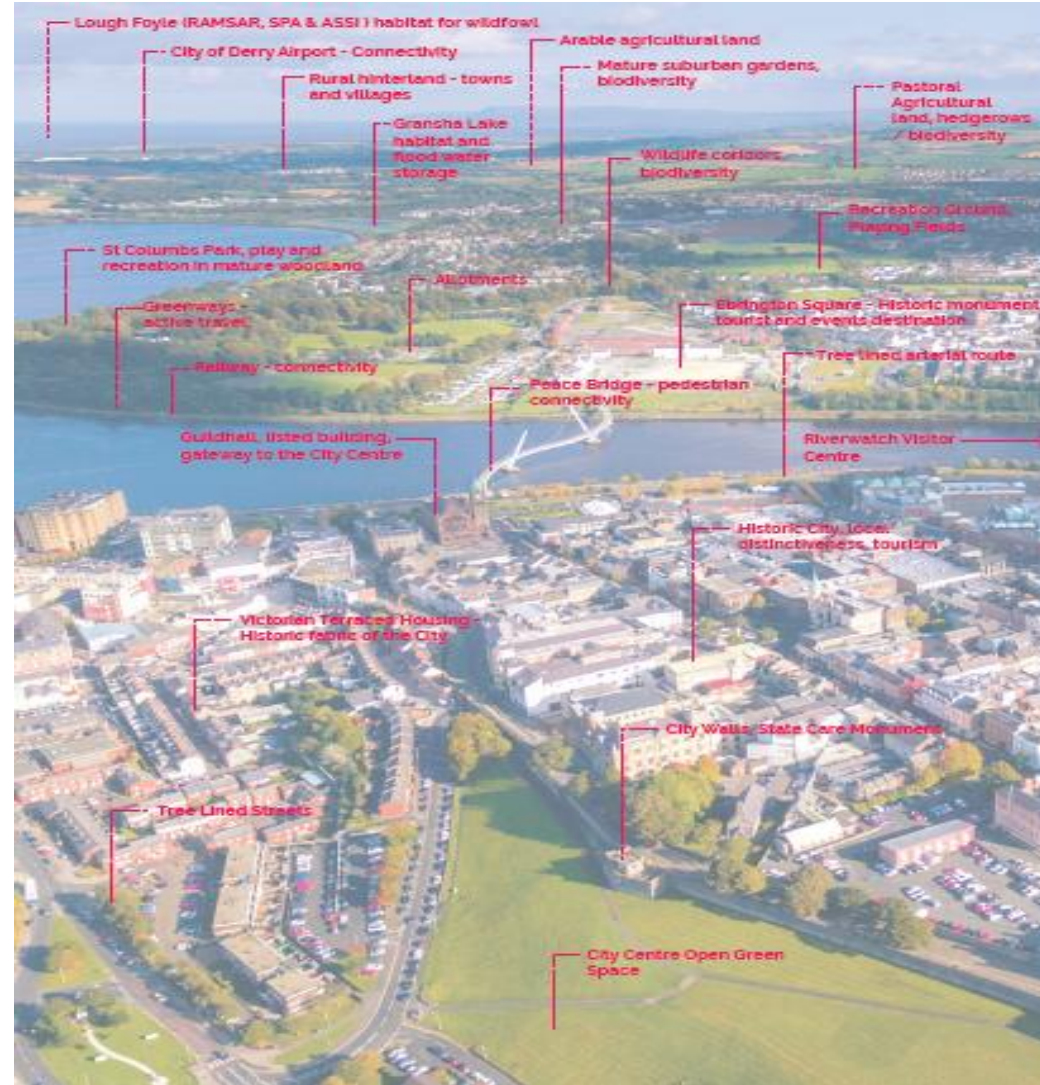 Lough Foyle (RAMSAR, SPA & ASSI ) habitat for wildfowl
City of Derry Airport - Connectivity
Arable agricultural land
Rural hinterland - towns
and villages
Mature suburban gardens,
biodiversity
Pastoral
Agricultural
land, hedgerows
/ biodiversity
Gransha Lake
habitat and
flood water
storage
Wildlife corridors,
biodiversity
Recreation Ground,
Playing Fields
St Columbs Park, play and
recreation in mature woodland
Allotments
Greenways -
active travel
Ebrington Square - Historic monument
tourist and events destination
Railway - connectivity
Tree lined arterial route
Peace Bridge - pedestrian
connectivity
Guildhall, listed building,
gateway to the City Centre
Riverwatch Visitor
Centre
Historic City, local
distinctiveness, tourism
Victorian Terraced Housing -
Historic fabric of the City
City Walls, State Care Monument
Tree Lined Streets
City Centre Open Green
Space